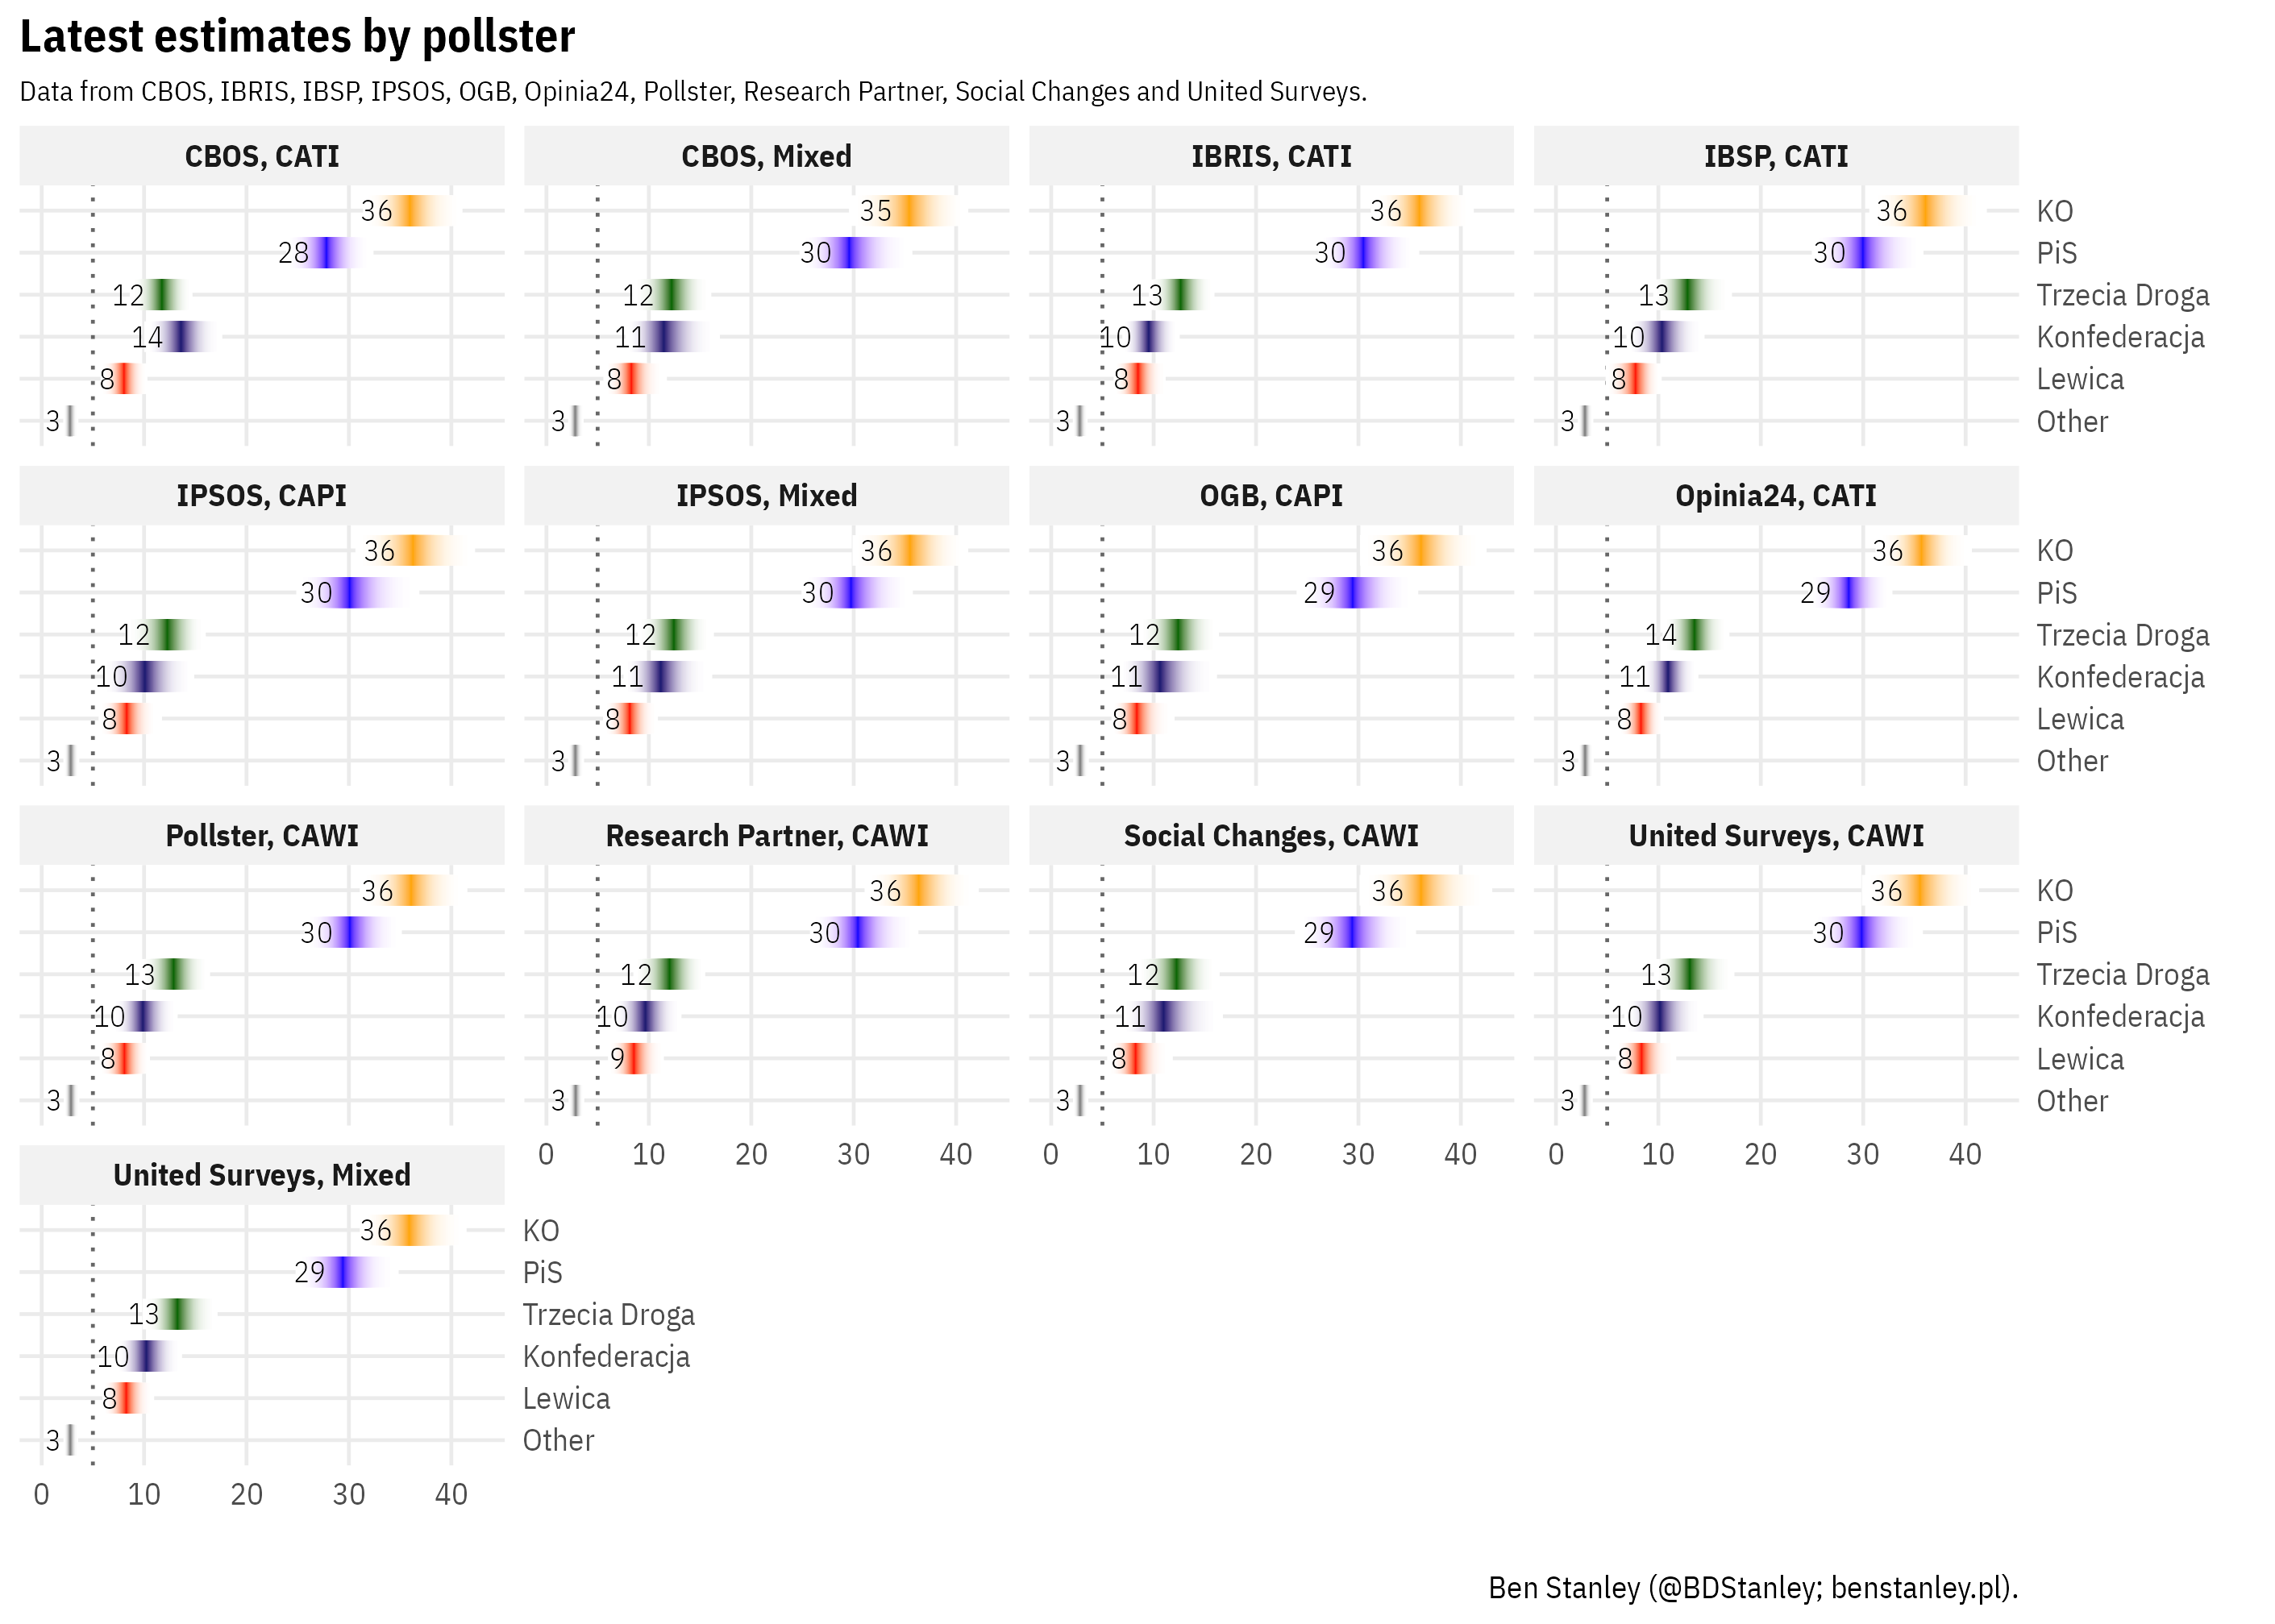 Latest estimates by pollster
Data from CBOS, IBRIS, IBSP, IPSOS, OGB, Opinia24, Pollster, Research Partner, Social Changes and United Surveys.
CBOS, CATI CBOS, Mixed IBRIS, CATI IBSP, CATI
36 35 36 36 KO
28 30 30 30 PiS
12 12 13 13 Trzecia Droga
14 11 10 10 Konfederacja
8 8 8 8 Lewica
3 3 3 3 Other
IPSOS, CAPI IPSOS, Mixed OGB, CAPI Opinia24, CATI
36 36 36 36 KO
30 30 29 29 PiS
12 12 12 14 Trzecia Droga
10 11 11 11 Konfederacja
8 8 8 8 Lewica
3 3 3 3 Other
Pollster, CAWI Research Partner, CAWI Social Changes, CAWI United Surveys, CAWI
36 36 36 36 KO
30 30 29 30 PiS
13 12 12 13 Trzecia Droga
10 10 11 10 Konfederacja
8 9 8 8 Lewica
3 3 3 3 Other
0 10 20 30 40 0 10 20 30 40 0 10 20 30 40
United Surveys, Mixed
36 KO
29 PiS
13 Trzecia Droga
10 Konfederacja
8 Lewica
3 Other
0 10 20 30 40
Ben Stanley (@BDStanley; benstanley.pl).